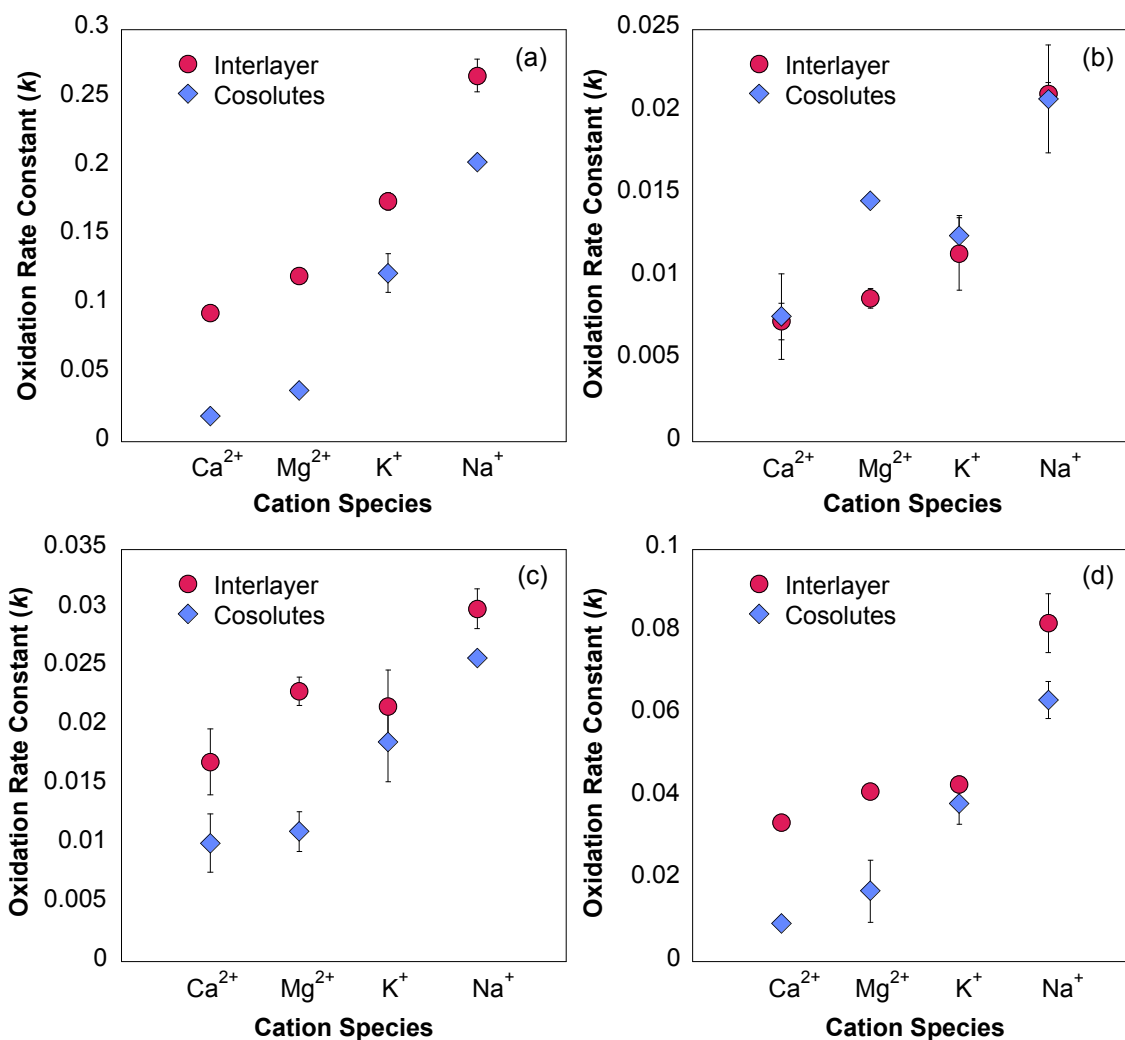 Oxidation Rate Constant (k)
0.3
0.25
0.2
0.15
0.1
0.05
0
Interlayer
Cosolutes
(a)
Ca²⁺ Mg²⁺ K⁺ Na⁺
Cation Species
Oxidation Rate Constant (k)
0.025
0.02
0.015
0.01
0.005
0
Interlayer
Cosolutes
(b)
Ca²⁺ Mg²⁺ K⁺ Na⁺
Cation Species
Oxidation Rate Constant (k)
0.035
0.03
0.025
0.02
0.015
0.01
0.005
0
Interlayer
Cosolutes
(c)
Ca²⁺ Mg²⁺ K⁺ Na⁺
Cation Species
Oxidation Rate Constant (k)
0.1
0.08
0.06
0.04
0.02
0
Interlayer
Cosolutes
(d)
Ca²⁺ Mg²⁺ K⁺ Na⁺
Cation Species